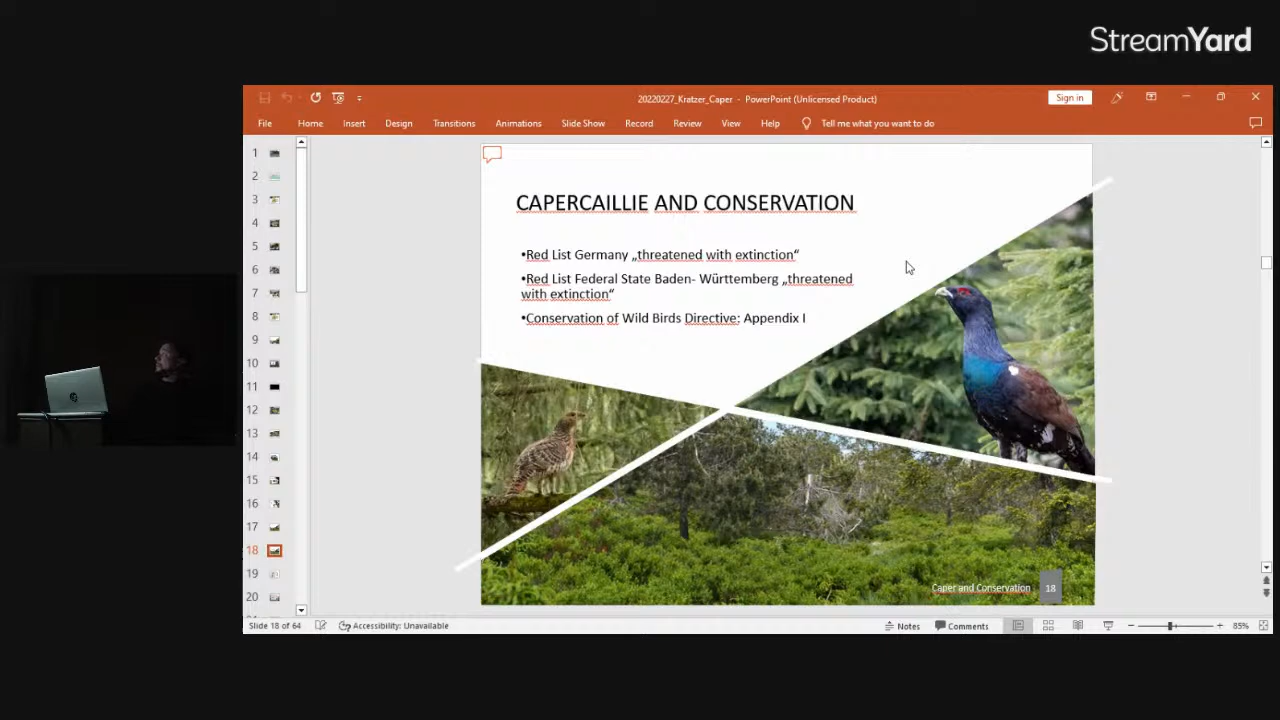 StreamYard
20220227_Kratzer_Caper - PowerPoint (Unlicensed Product)
Sign in
File Home Insert Design Transitions Animations Slide Show Record Review View Help Tell me what you want to do
1
2
3
4
5
6
7
8
9
10
11
12
13
14
15
16
17
18
19
20
CAPERCAILLIE AND CONSERVATION
•Red List Germany „threatened with extinction“
•Red List Federal State Baden- Württemberg „threatened
with extinction“
•Conservation of Wild Birds Directive: Appendix I
Caper and Conservation 18
Slide 18 of 64 Accessibility: Unavailable Notes Comments 85%